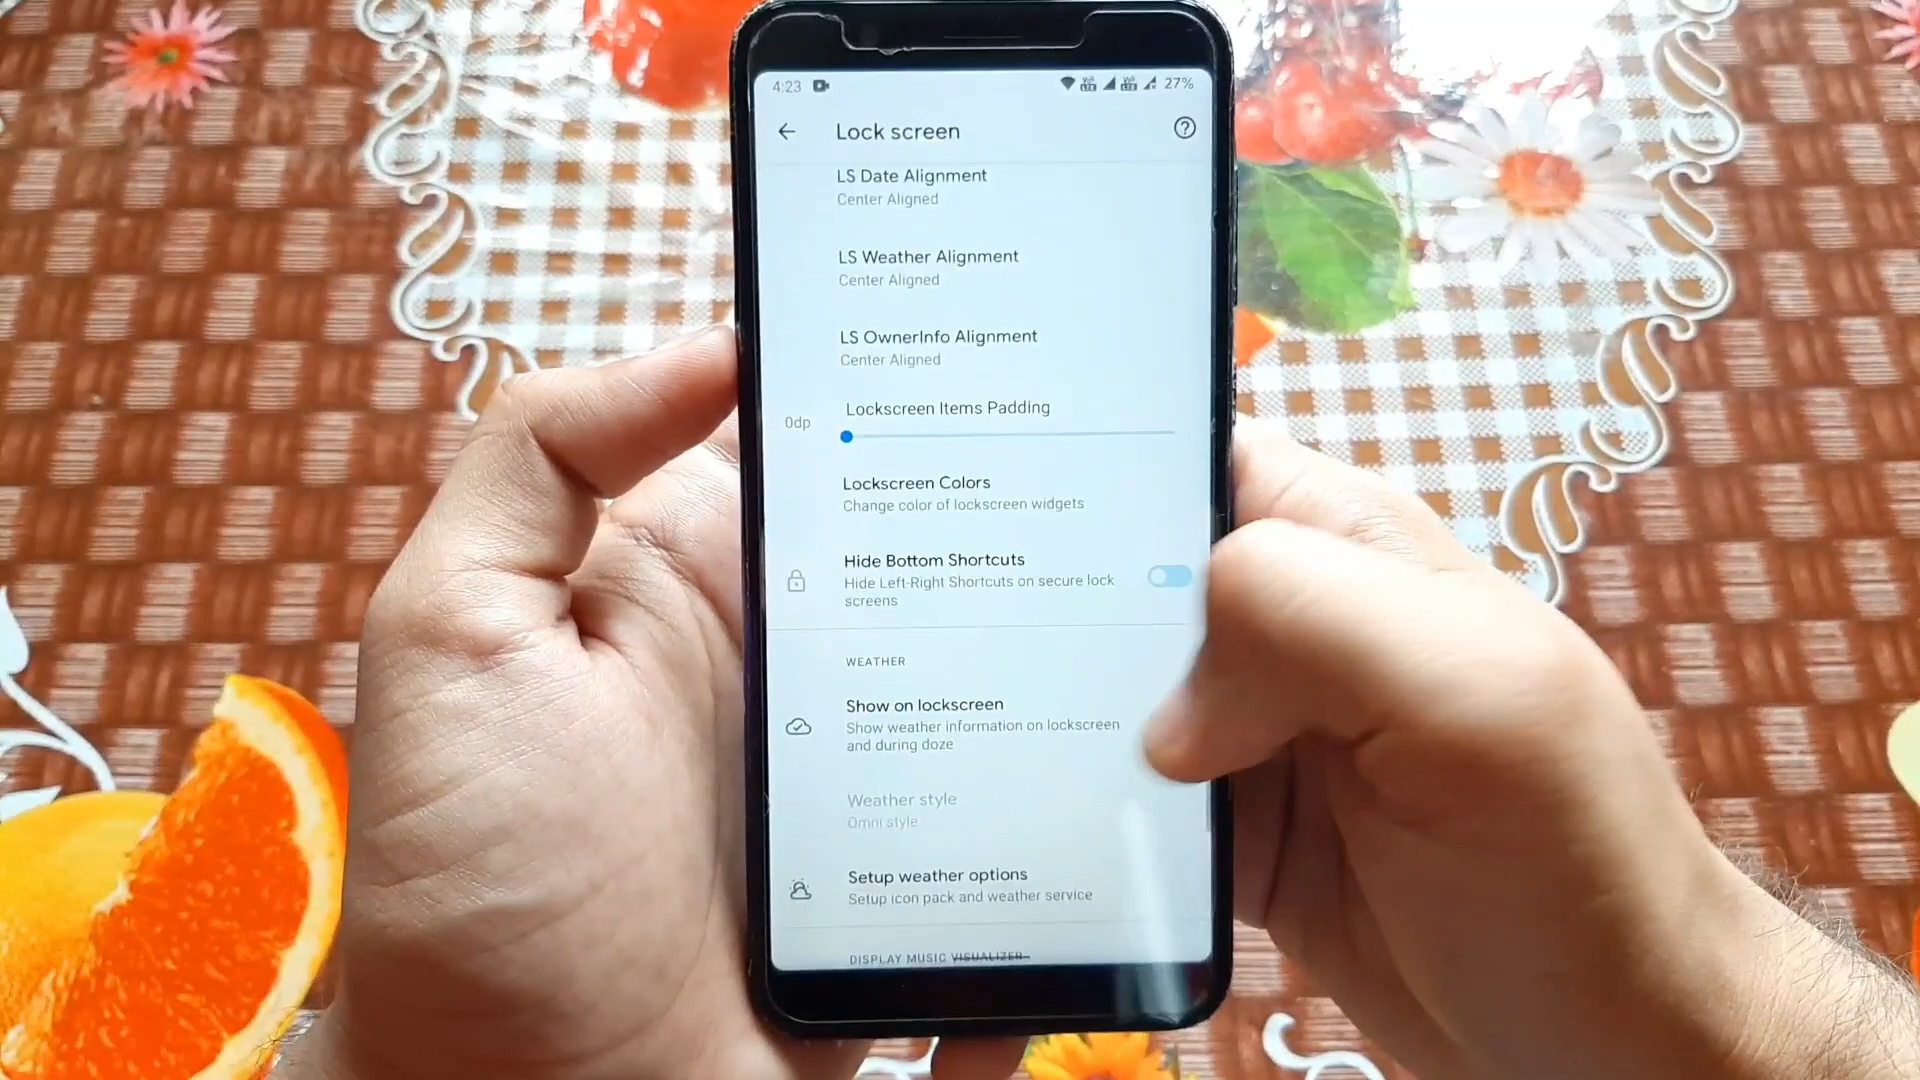 4:23
27%
Lock screen
LS Date Alignment
Center Aligned
LS Weather Alignment
Center Aligned
LS OwnerInfo Alignment
Center Aligned
0dp
Lockscreen Items Padding
Lockscreen Colors
Change color of lockscreen widgets
Hide Bottom Shortcuts
Hide Left-Right Shortcuts on secure lock
screens
WEATHER
Show on lockscreen
Show weather information on lockscreen
and during doze
Weather style
Omni style
Setup weather options
Setup icon pack and weather service
DISPLAY MUSIC VISUALIZER